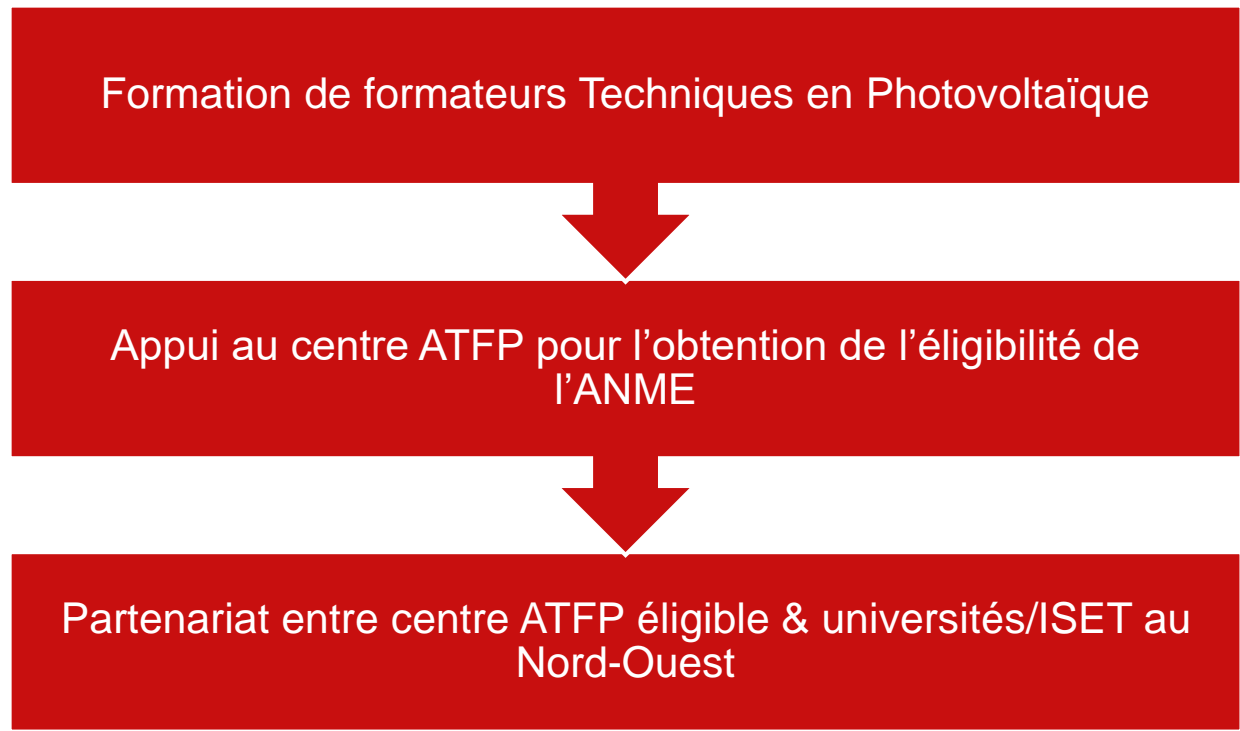 Formation de formateurs Techniques en Photovoltaïque
Appui au centre ATFP pour l’obtention de l’éligibilité de
l’ANME
Partenariat entre centre ATFP éligible & universités/ISET au
Nord-Ouest